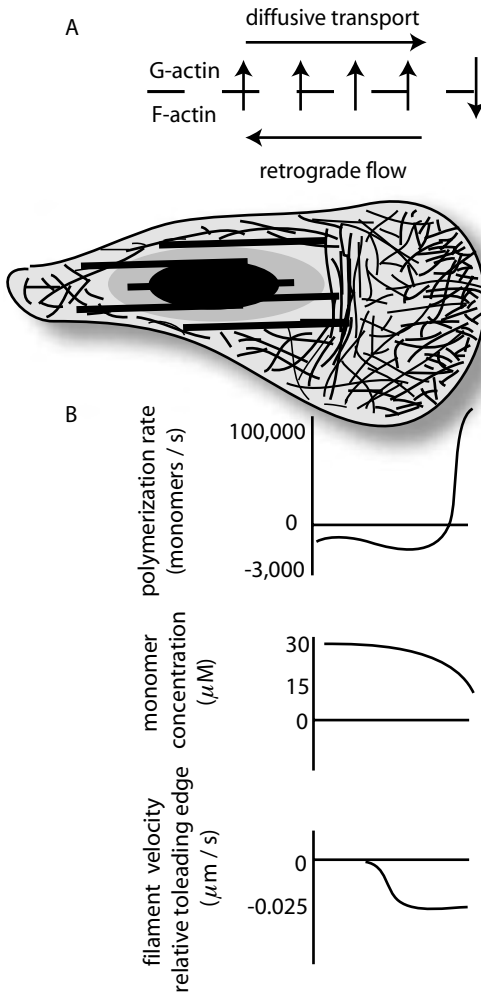 A
diffusive transport
G-actin
F-actin
retrograde flow
B
polymerization rate
(monomers / s)
100,000
0
-3,000
monomer
concentration
(μM)
30
15
0
filament velocity
relative toleading edge
(μm / s)
0
-0.025